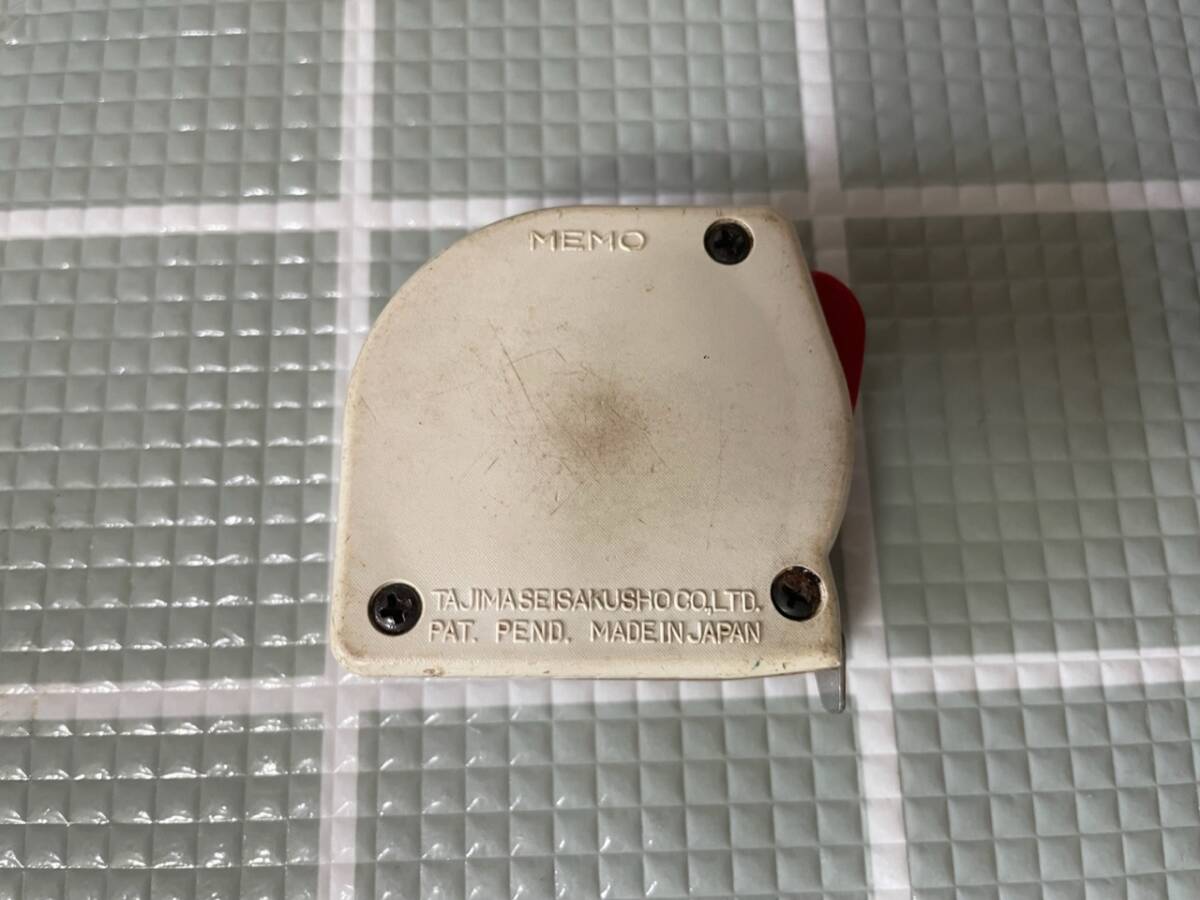 MEMO
TAJIMA SEISAKUSHO CO.,LTD.
PAT. PEND. MADE IN JAPAN